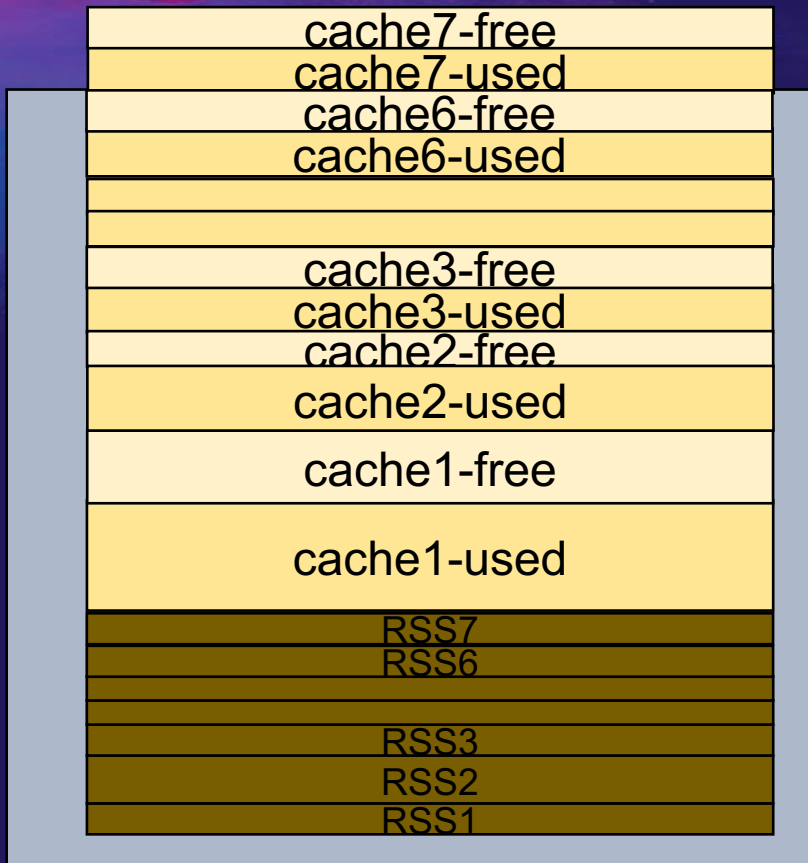 cache7-free
cache7-used
cache6-free
cache6-used
cache3-free
cache3-used
cache2-free
cache2-used
cache1-free
cache1-used
RSS7
RSS6
RSS3
RSS2
RSS1